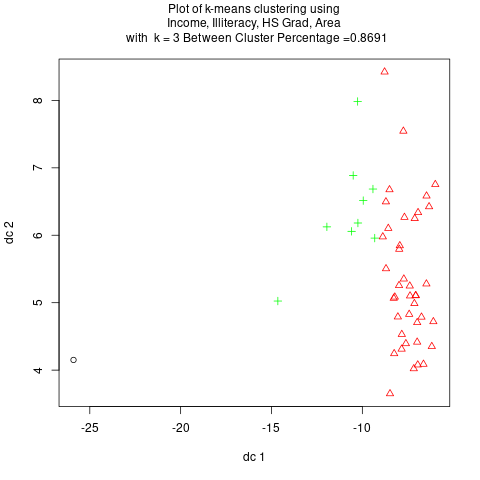 Plot of k-means clustering using
Income, Illiteracy, HS Grad, Area
with k = 3 Between Cluster Percentage =0.8691
8
7
6
5
4
dc 2
-25
-20
-15
-10
dc 1